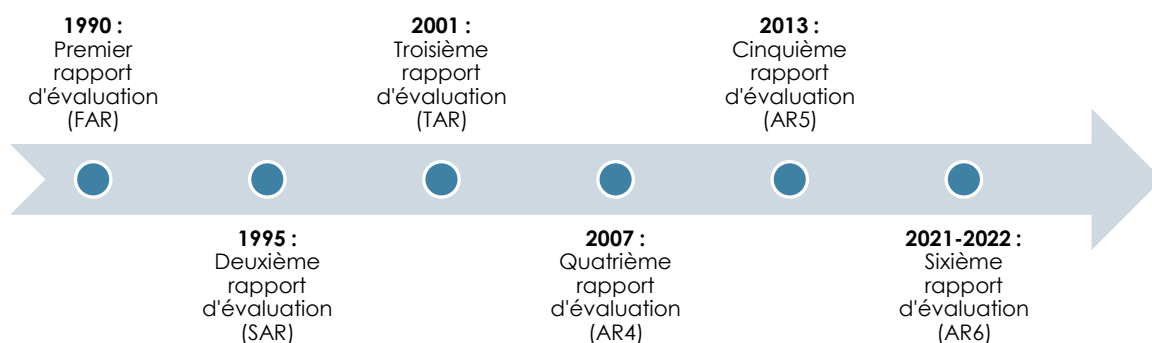 1990 :
Premier
rapport
d'évaluation
(FAR)
1995 :
Deuxième
rapport
d'évaluation
(SAR)
2001 :
Troisième
rapport
d'évaluation
(TAR)
2007 :
Quatrième
rapport
d'évaluation
(AR4)
2013 :
Cinquième
rapport
d'évaluation
(AR5)
2021-2022 :
Sixième
rapport
d'évaluation
(AR6)